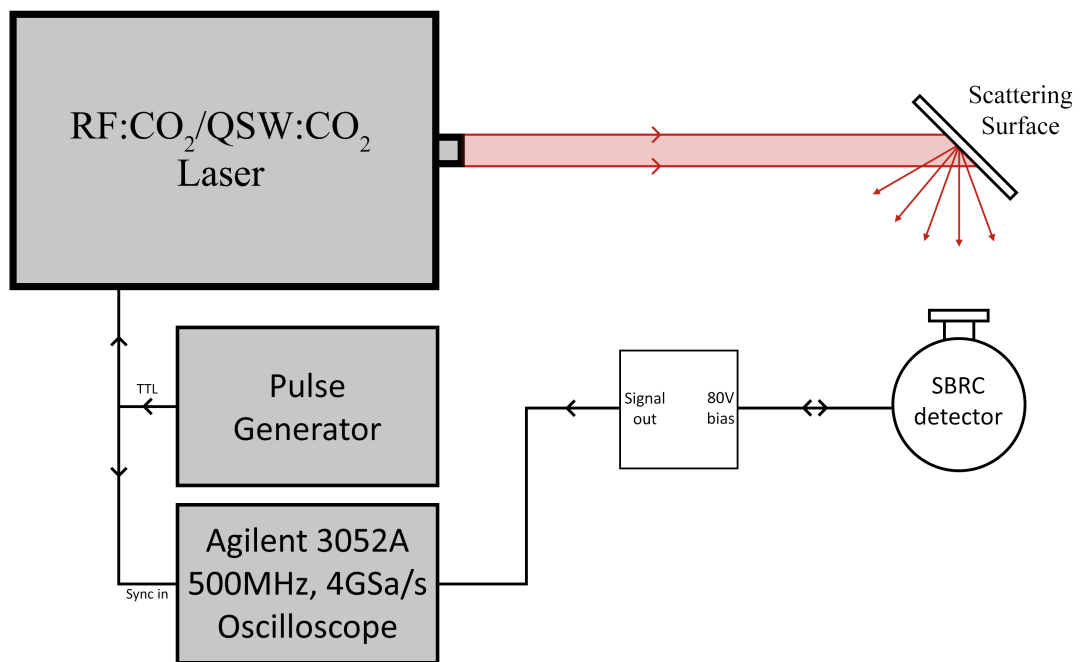 RF:CO₂/QSW:CO₂
Laser
Scattering
Surface
TTL
Pulse
Generator
Signal
out
80V
bias
SBRC
detector
Sync in
Agilent 3052A
500MHz, 4GSa/s
Oscilloscope